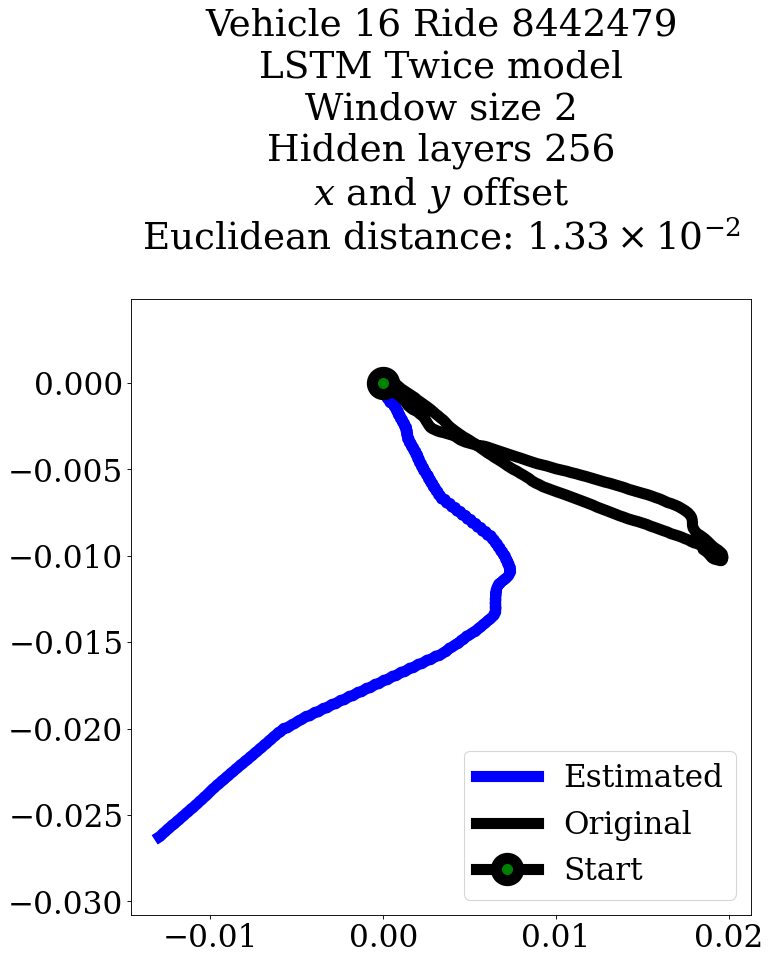 Vehicle 16 Ride 8442479
LSTM Twice model
Window size 2
Hidden layers 256
x and y offset
Euclidean distance: 1.33 × 10⁻²
0.000
−0.005
−0.010
−0.015
−0.020
−0.025
−0.030
Estimated
Original
Start
−0.01 0.00 0.01 0.02